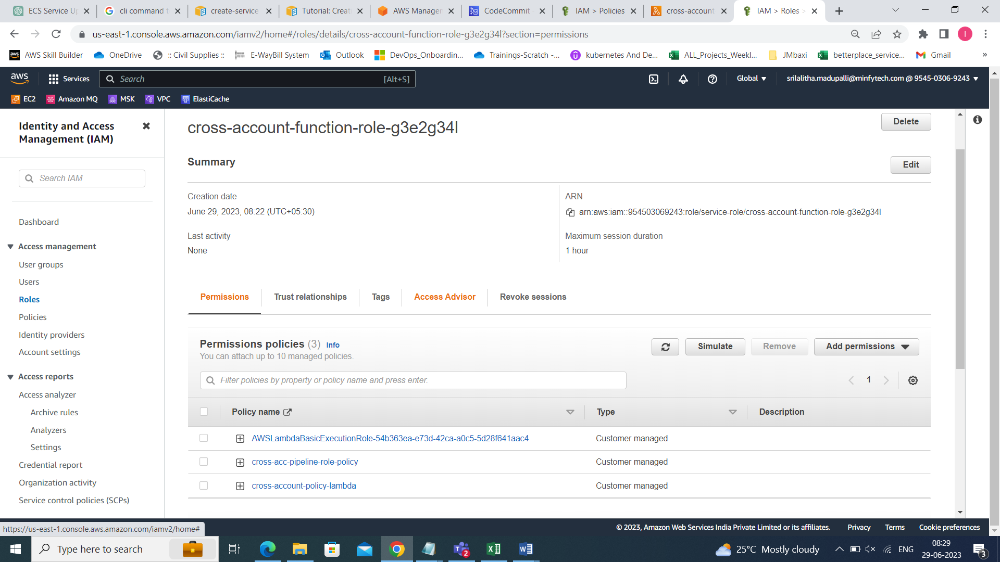 ECS Service Up
cli command t
create-service
Tutorial: Creat
AWS Managem
CodeCommit -
IAM > Policies
cross-account
IAM > Roles >
us-east-1.console.aws.amazon.com/iamv2/home#/roles/details/cross-account-function-role-g3e2g34l?section=permissions
I
aws
AWS Skill Builder
OneDrive
:: Civil Supplies ::
E-WayBill System
Outlook
DevOps_Onboardin...
Trainings-Scratch -...
kubernetes And De...
ALL_Projects_Weekl...
JMbaxi
betterplace_service...
Gmail
»
aws
Services
Search
[Alt+S]
Global
srilalitha.madupalli@minfytech.com @ 9545-0306-9243
EC2
Amazon MQ
MSK
VPC
ElastiCache
Identity and Access
Management (IAM)
Search IAM
Dashboard
Access management
User groups
Users
Roles
Policies
Identity providers
Account settings
Access reports
Access analyzer
Archive rules
Analyzers
Settings
Credential report
Organization activity
Service control policies (SCPs)
cross-account-function-role-g3e2g34l
Delete
Summary
Edit
Creation date
June 29, 2023, 08:22 (UTC+05:30)
ARN
arn:aws:iam::954503069243:role/service-role/cross-account-function-role-g3e2g34l
Last activity
None
Maximum session duration
1 hour
Permissions
Trust relationships
Tags
Access Advisor
Revoke sessions
Permissions policies (3) Info
You can attach up to 10 managed policies.
Simulate
Remove
Add permissions
Filter policies by property or policy name and press enter.
1
Policy name
Type
Description
AWSLambdaBasicExecutionRole-54b363ea-e73d-42ca-a0c5-5d28f641aac4
Customer managed
cross-acc-pipeline-role-policy
Customer managed
cross-account-policy-lambda
Customer managed
https://us-east-1.console.aws.amazon.com/iamv2/home#
© 2023, Amazon Web Services India Private Limited or its affiliates.
Privacy
Terms
Cookie preferences
Type here to search
2
25°C Mostly cloudy
ENG
08:29
29-06-2023
3